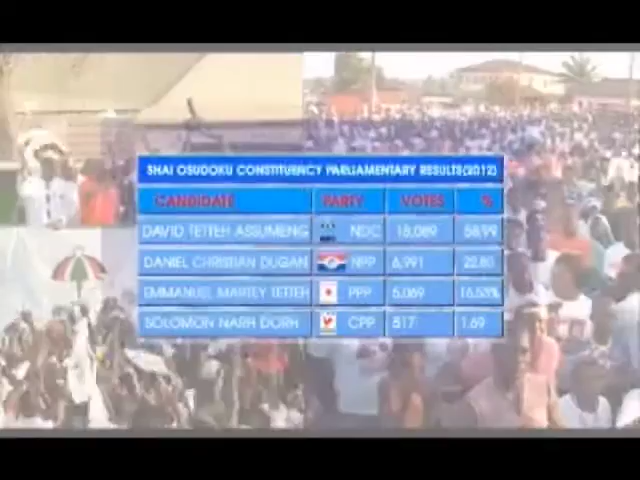 SHAI OSUDOKU CONSTITUENCY PARLIAMENTARY RESULTS(2012)
CANDIDATE PARTY VOTES %
DAVID TETTEH ASSUMENG NDC 18,089 58.99
DANIEL CHRISTIAN DUGAN NPP 6,991 22.80
EMMANUEL MARTEY TETTEH PPP 5,069 16.53%
SOLOMON NARH DORH CPP 517 1.69